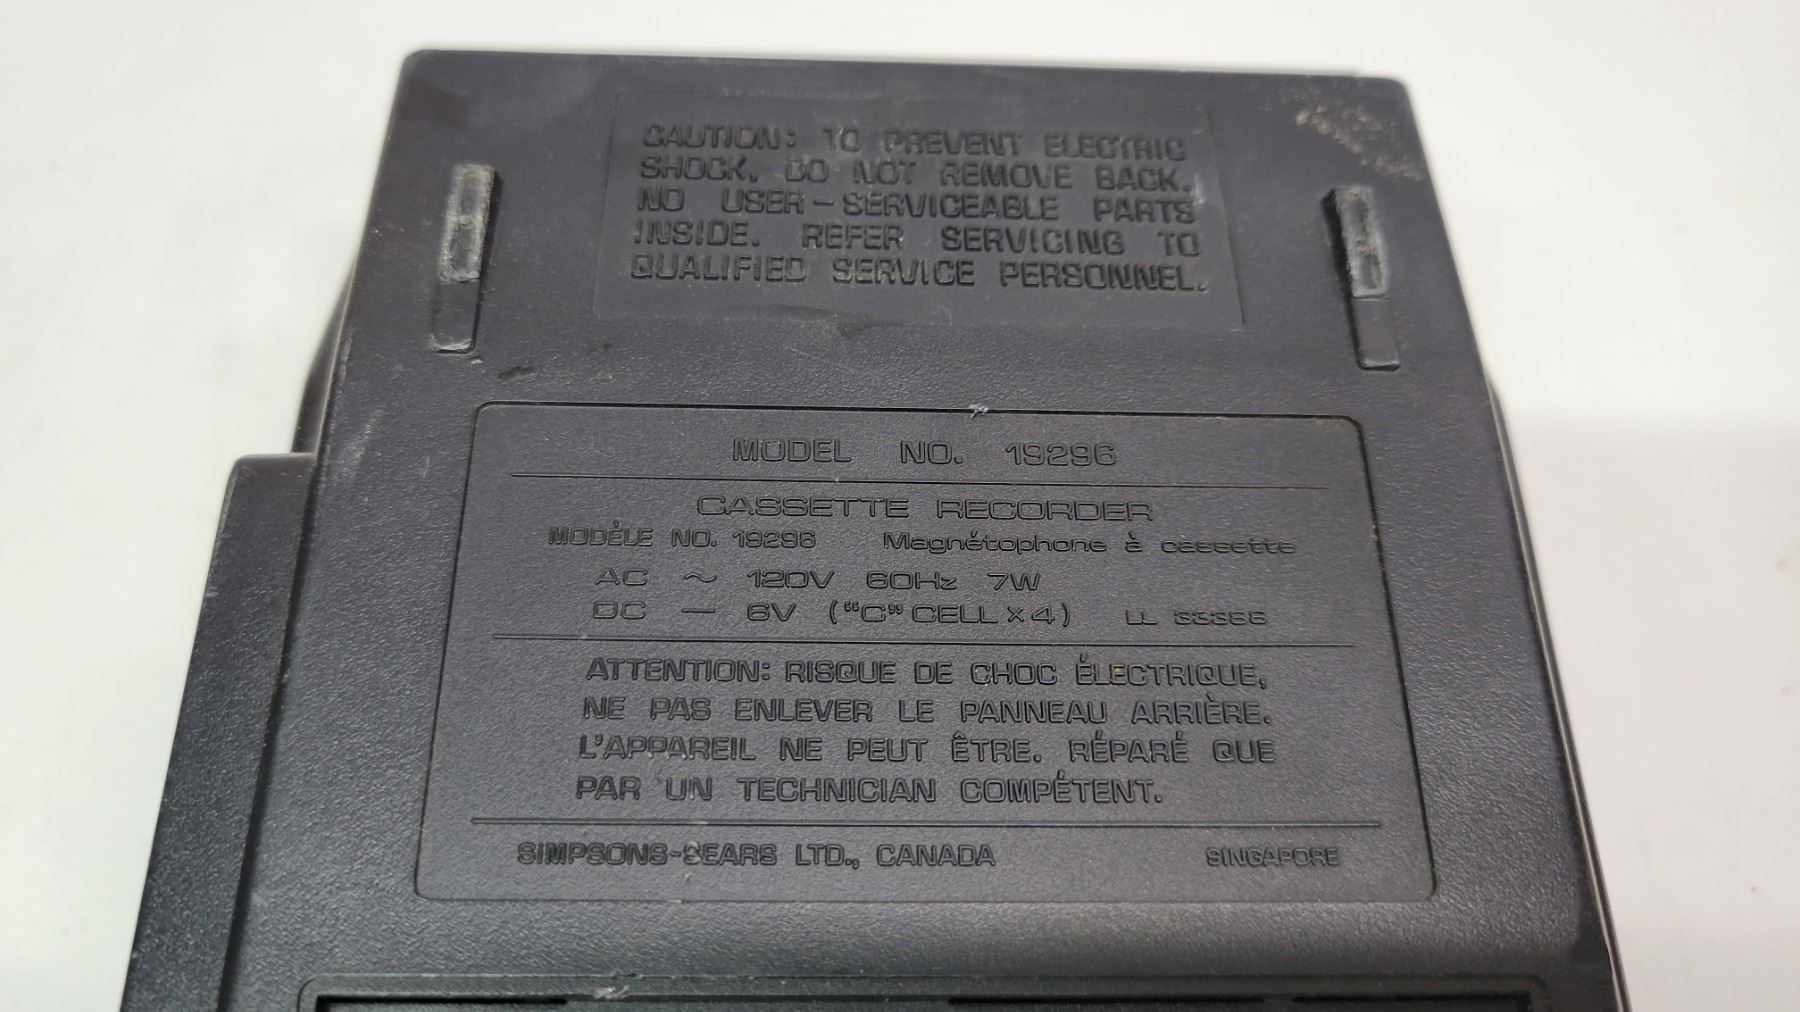 CAUTION: TO PREVENT ELECTRIC
SHOCK, DO NOT REMOVE BACK.
NO USER-SERVICEABLE PARTS
INSIDE. REFER SERVICING TO
QUALIFIED SERVICE PERSONNEL.
MODEL NO. 19296
CASSETTE RECORDER
MODÈLE NO. 19296 Magnétophone à cassette
AC ~ 120V 60Hz 7W
DC — 6V ("C" CELL X 4) LL
ATTENTION: RISQUE DE CHOC ÉLECTRIQUE,
NE PAS ENLEVER LE PANNEAU ARRIÈRE.
L'APPAREIL NE PEUT ÊTRE. RÉPARÉ QUE
PAR UN TECHNICIAN COMPÉTENT.
SIMPSONS-SEARS LTD., CANADA SINGAPORE